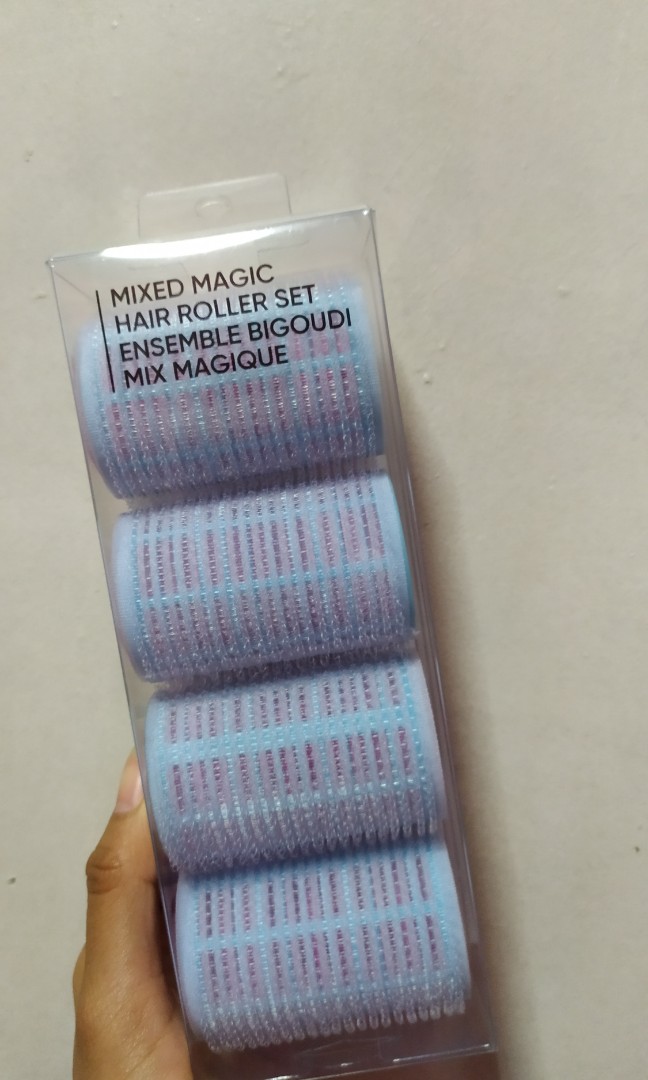 MIXED MAGIC
HAIR ROLLER SET
ENSEMBLE BIGOUDI
MIX MAGIQUE